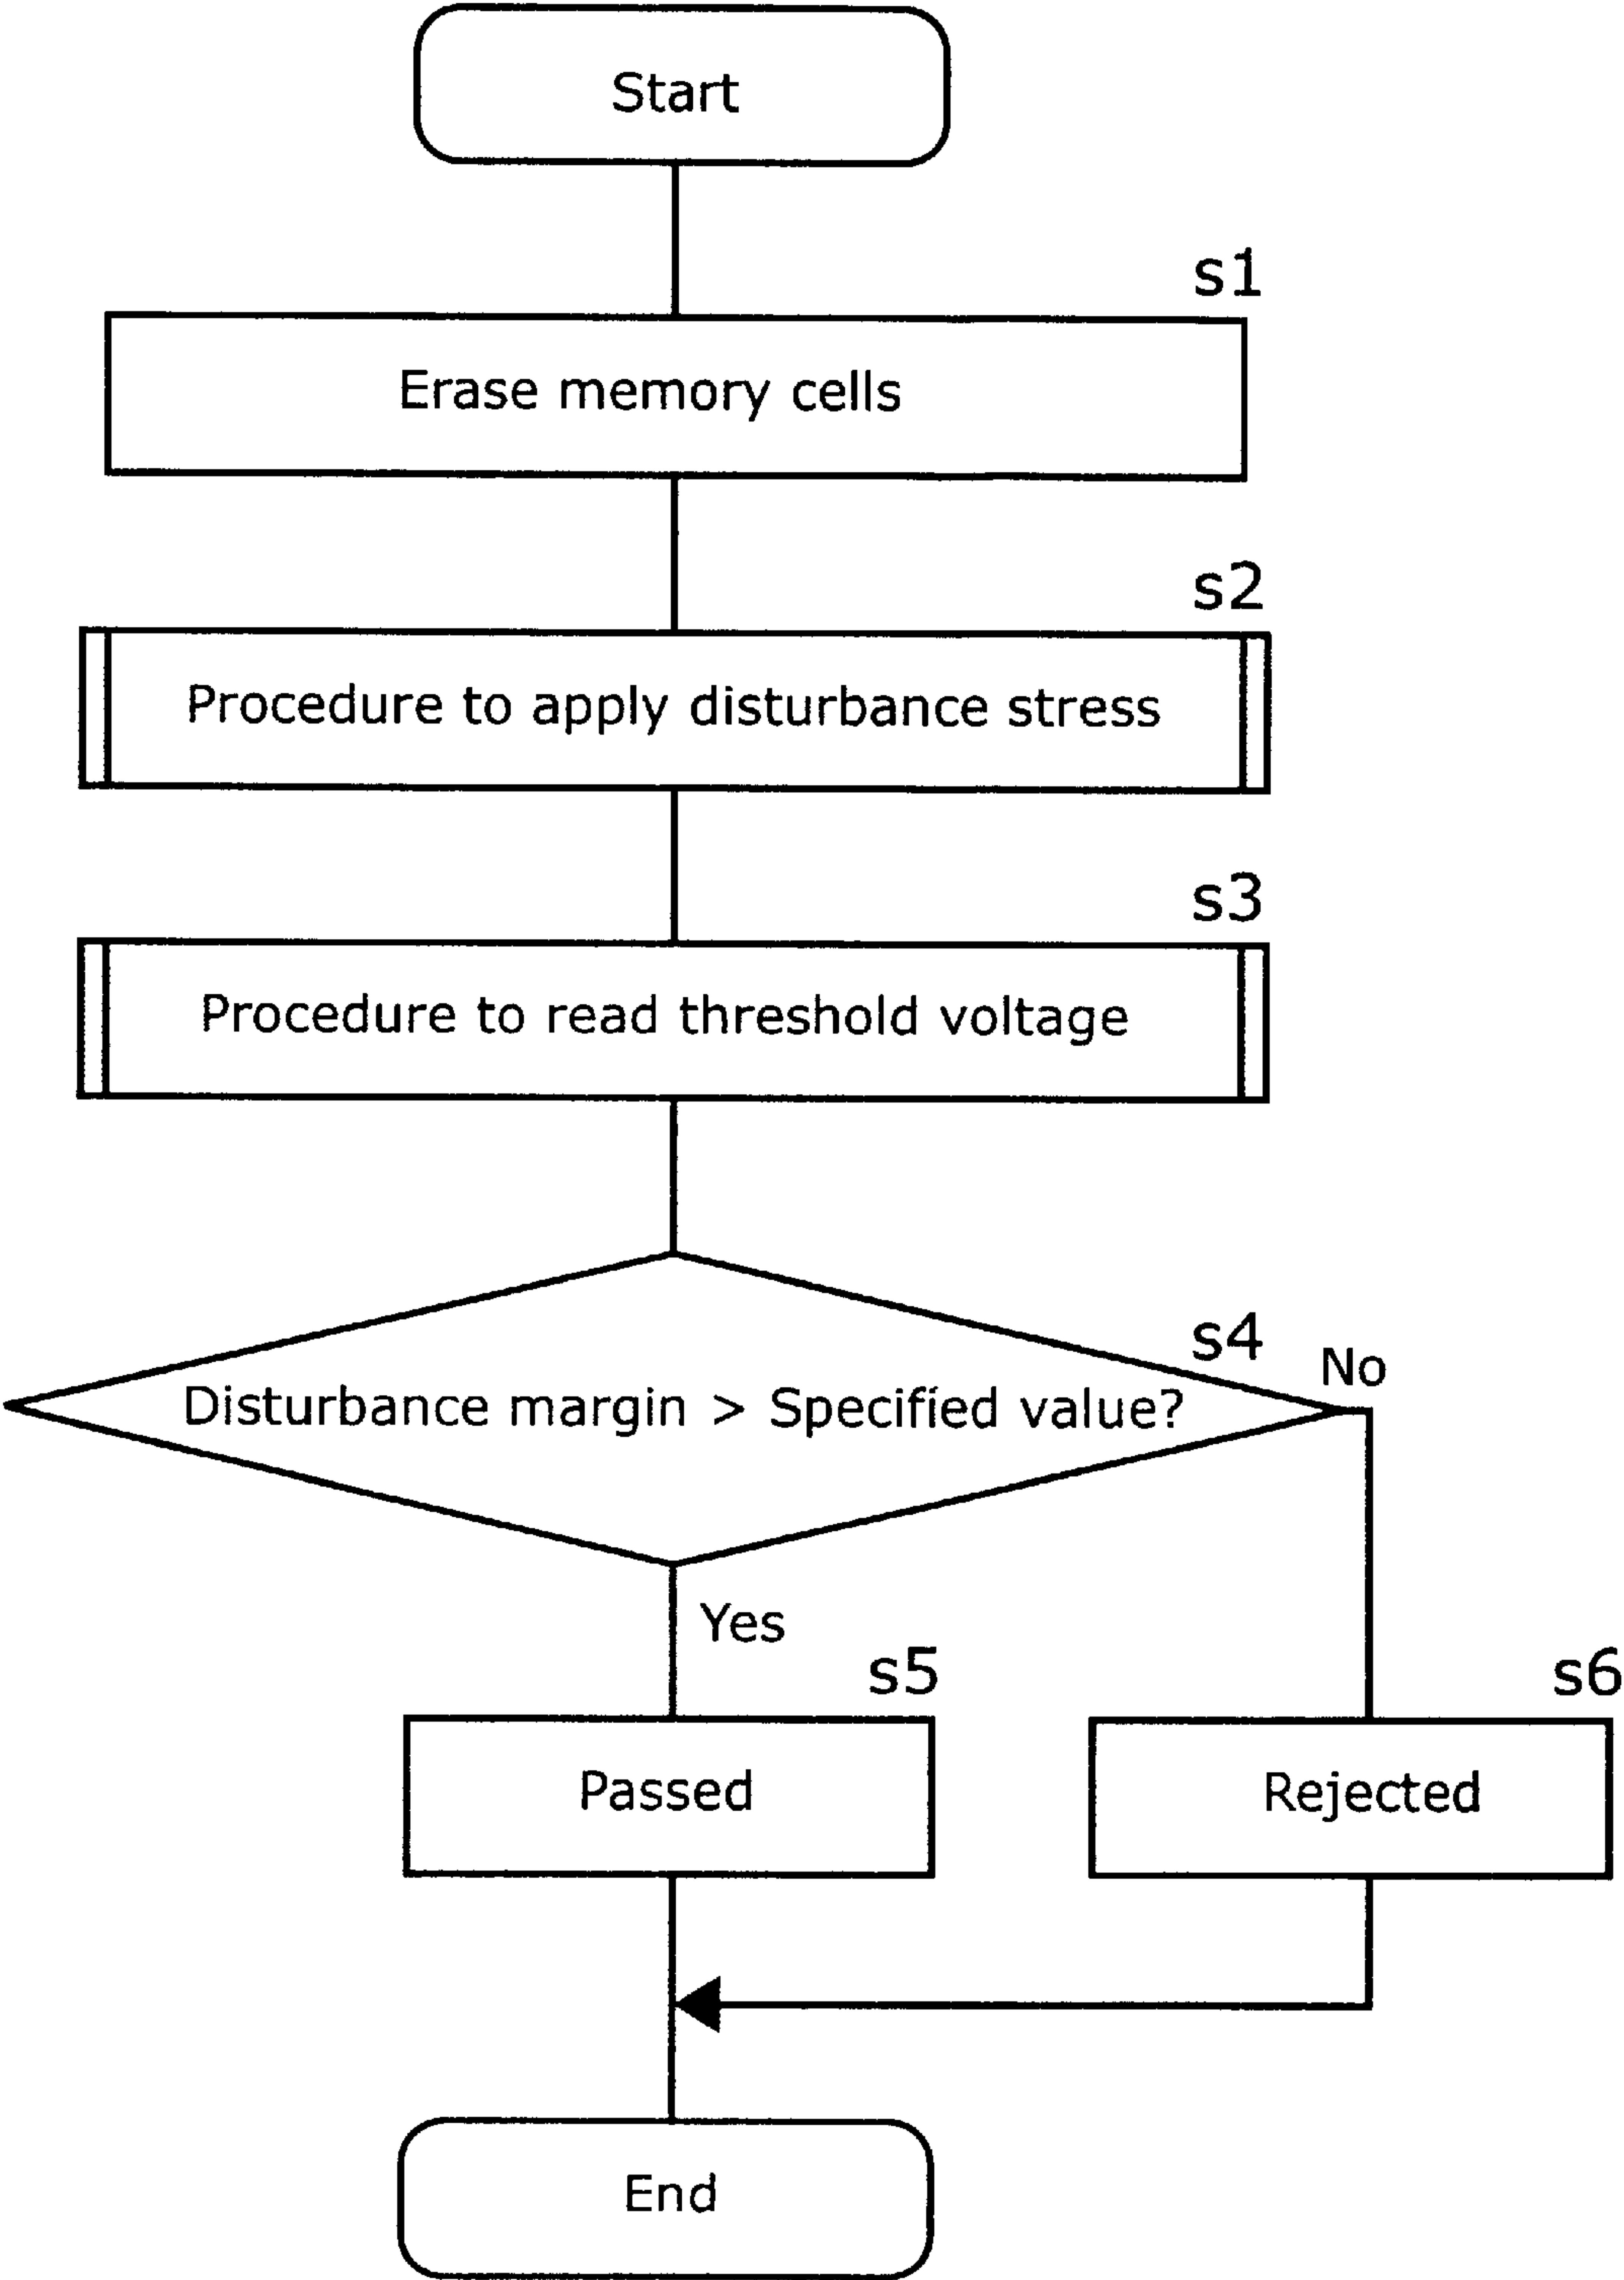 Start
s1
Erase memory cells
s2
Procedure to apply disturbance stress
s3
Procedure to read threshold voltage
s4
No
Disturbance margin > Specified value?
Yes
s5
s6
Passed
Rejected
End